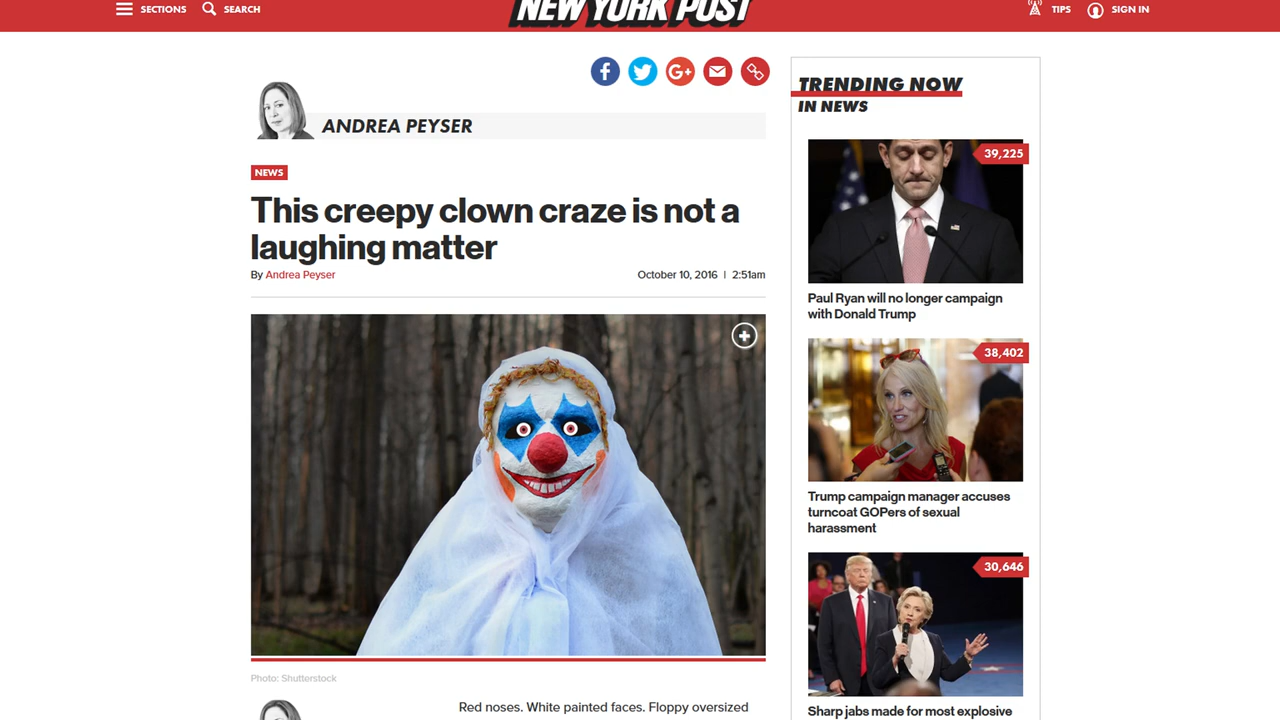 SECTIONS
SEARCH
NEW YORK POST
TIPS
SIGN IN
ANDREA PEYSER
NEWS
This creepy clown craze is not a
laughing matter
By Andrea Peyser
October 10, 2016 | 2:51am
Photo: Shutterstock
Red noses. White painted faces. Floppy oversized
TRENDING NOW
IN NEWS
39,225
Paul Ryan will no longer campaign
with Donald Trump
38,402
Trump campaign manager accuses
turncoat GOPers of sexual
harassment
30,646
Sharp jabs made for most explosive